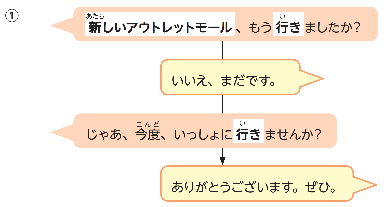 ①
新しいアウトレットモール、もう行きましたか？
いいえ、まだです。
じゃあ、今度、いっしょに行きませんか？
ありがとうございます。ぜひ。